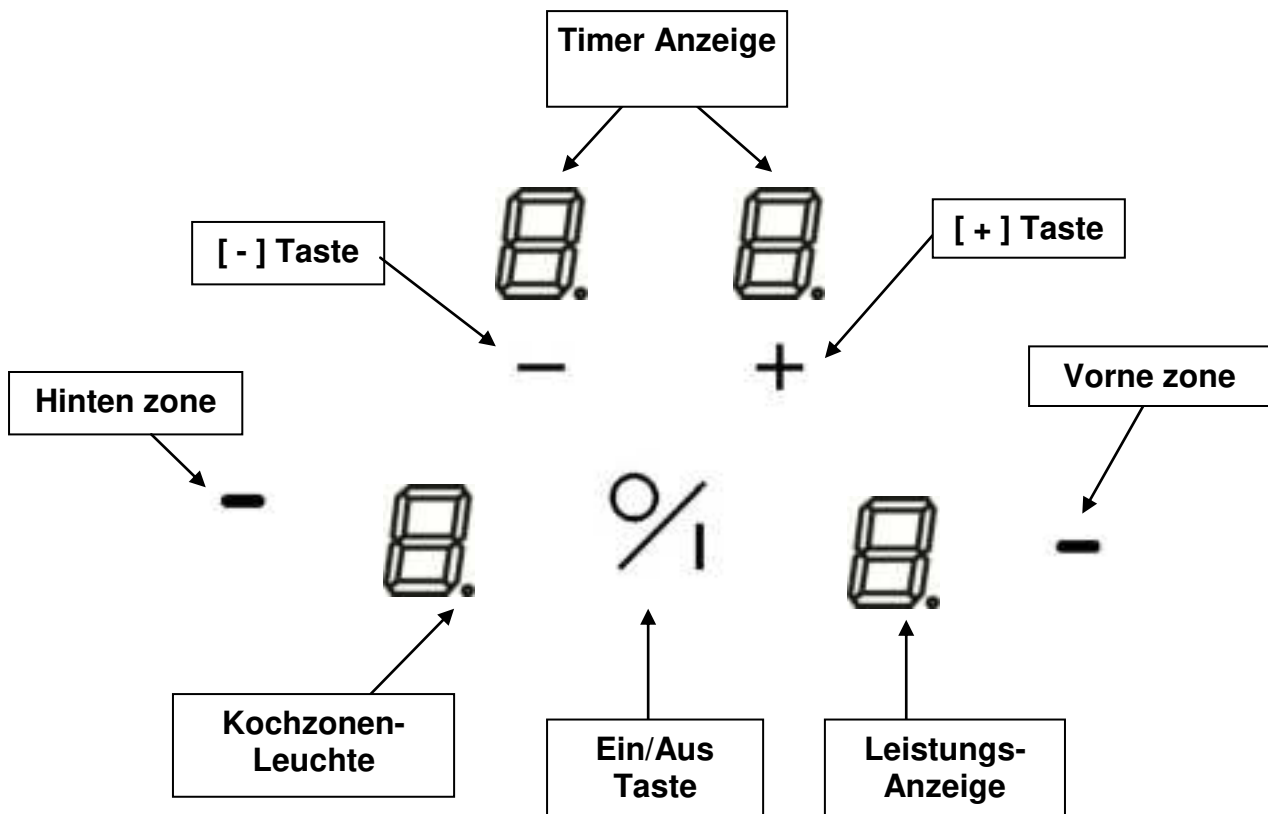 Timer Anzeige
[ - ] Taste
[ + ] Taste
Hinten zone
Vorne zone
Kochzonen-
Leuchte
Ein/Aus
Taste
Leistungs-
Anzeige